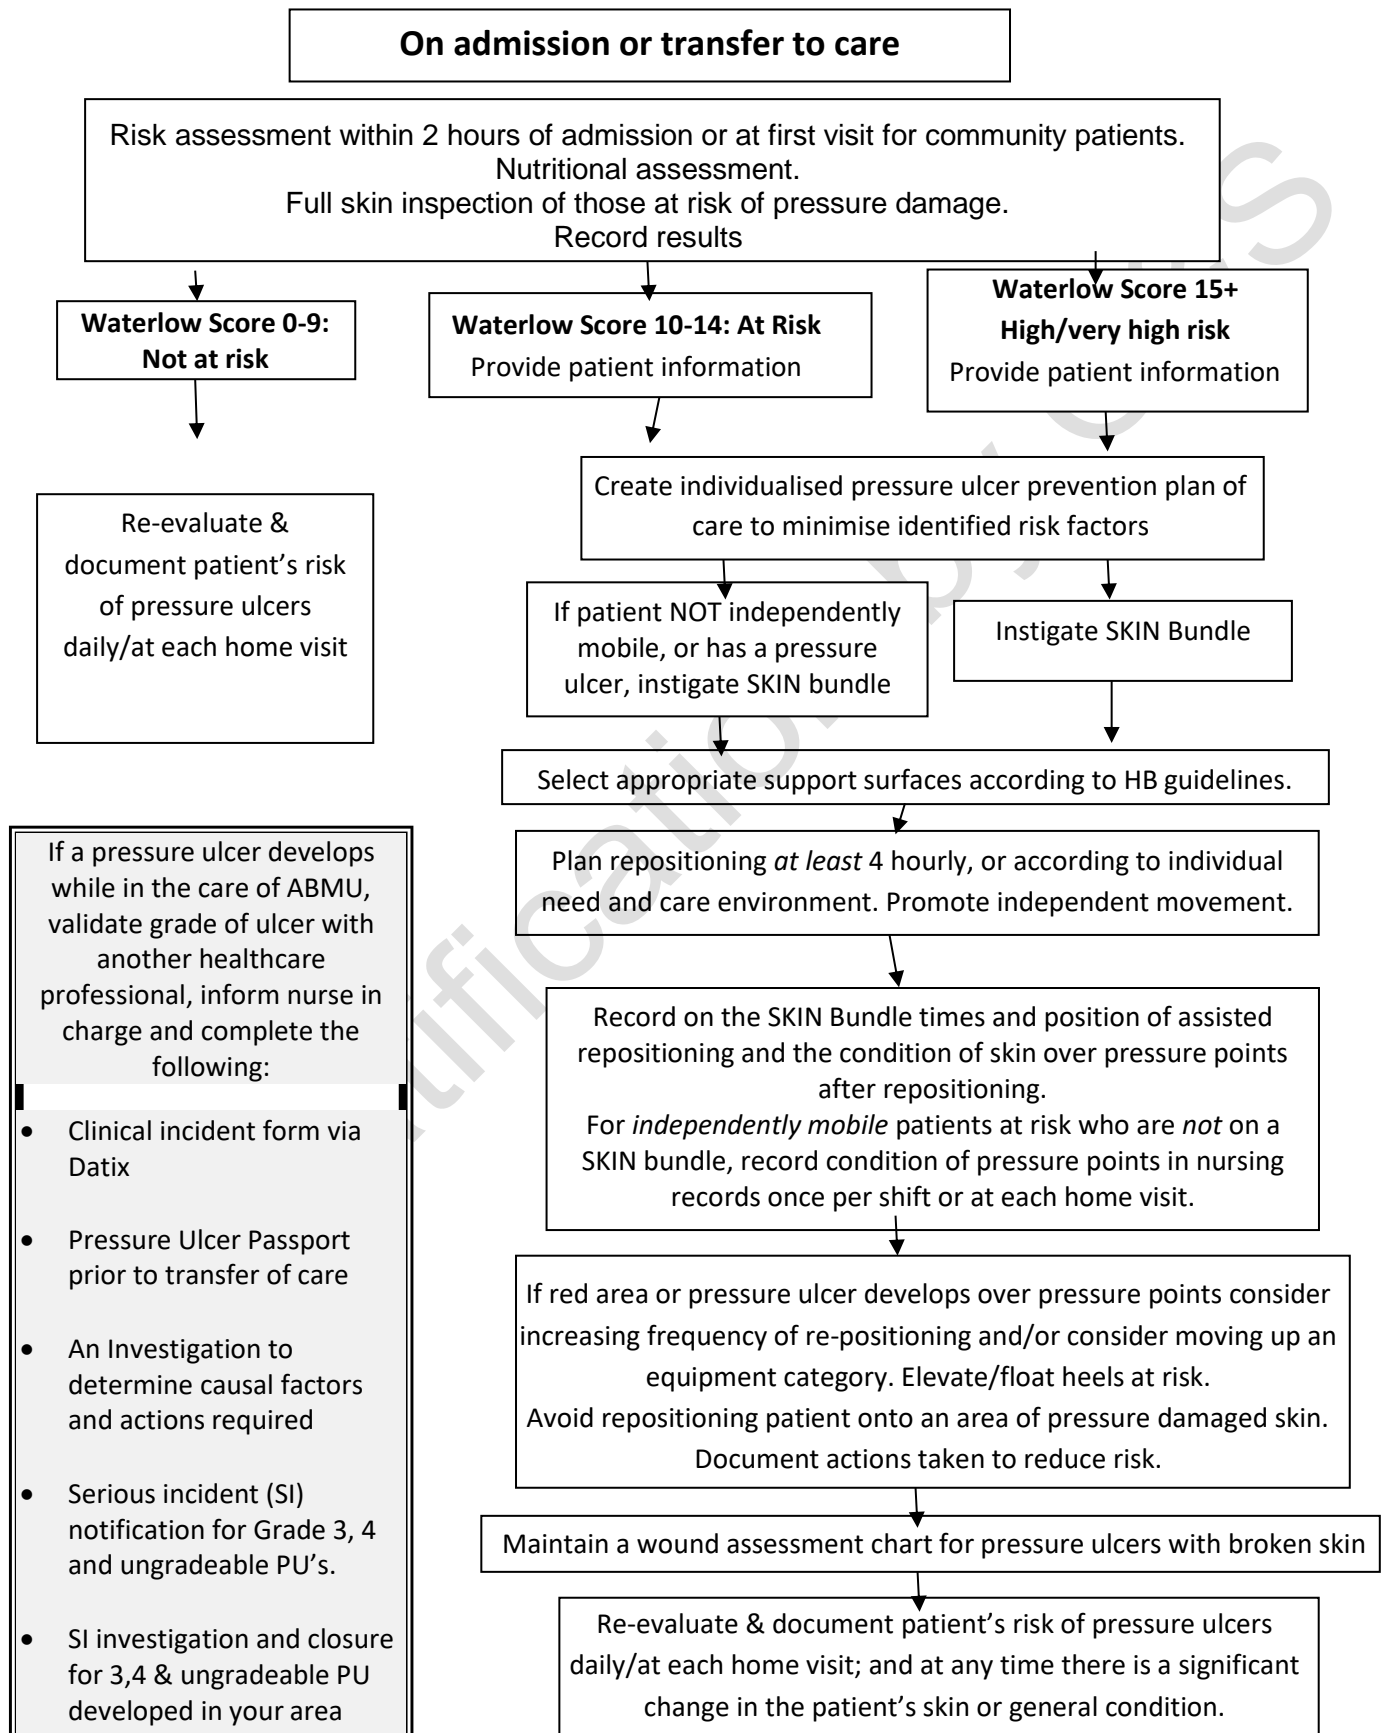 On admission or transfer to care
Risk assessment within 2 hours of admission or at first visit for community patients.
Nutritional assessment.
Full skin inspection of those at risk of pressure damage.
Record results
Waterlow Score 0-9:
Not at risk
Waterlow Score 10-14: At Risk
Provide patient information
Waterlow Score 15+
High/very high risk
Provide patient information
Re-evaluate &
document patient’s risk
of pressure ulcers
daily/at each home visit
Create individualised pressure ulcer prevention plan of
care to minimise identified risk factors
If patient NOT independently
mobile, or has a pressure
ulcer, instigate SKIN bundle
Instigate SKIN Bundle
Select appropriate support surfaces according to HB guidelines.
Plan repositioning at least 4 hourly, or according to individual
need and care environment. Promote independent movement.
Record on the SKIN Bundle times and position of assisted
repositioning and the condition of skin over pressure points
after repositioning.
For independently mobile patients at risk who are not on a
SKIN bundle, record condition of pressure points in nursing
records once per shift or at each home visit.
If red area or pressure ulcer develops over pressure points consider
increasing frequency of re-positioning and/or consider moving up an
equipment category. Elevate/float heels at risk.
Avoid repositioning patient onto an area of pressure damaged skin.
Document actions taken to reduce risk.
Maintain a wound assessment chart for pressure ulcers with broken skin
Re-evaluate & document patient’s risk of pressure ulcers
daily/at each home visit; and at any time there is a significant
change in the patient’s skin or general condition.
If a pressure ulcer develops
while in the care of ABMU,
validate grade of ulcer with
another healthcare
professional, inform nurse in
charge and complete the
following:
• Clinical incident form via
Datix
• Pressure Ulcer Passport
prior to transfer of care
• An Investigation to
determine causal factors
and actions required
• Serious incident (SI)
notification for Grade 3, 4
and ungradeable PU’s.
• SI investigation and closure
for 3,4 & ungradeable PU
developed in your area